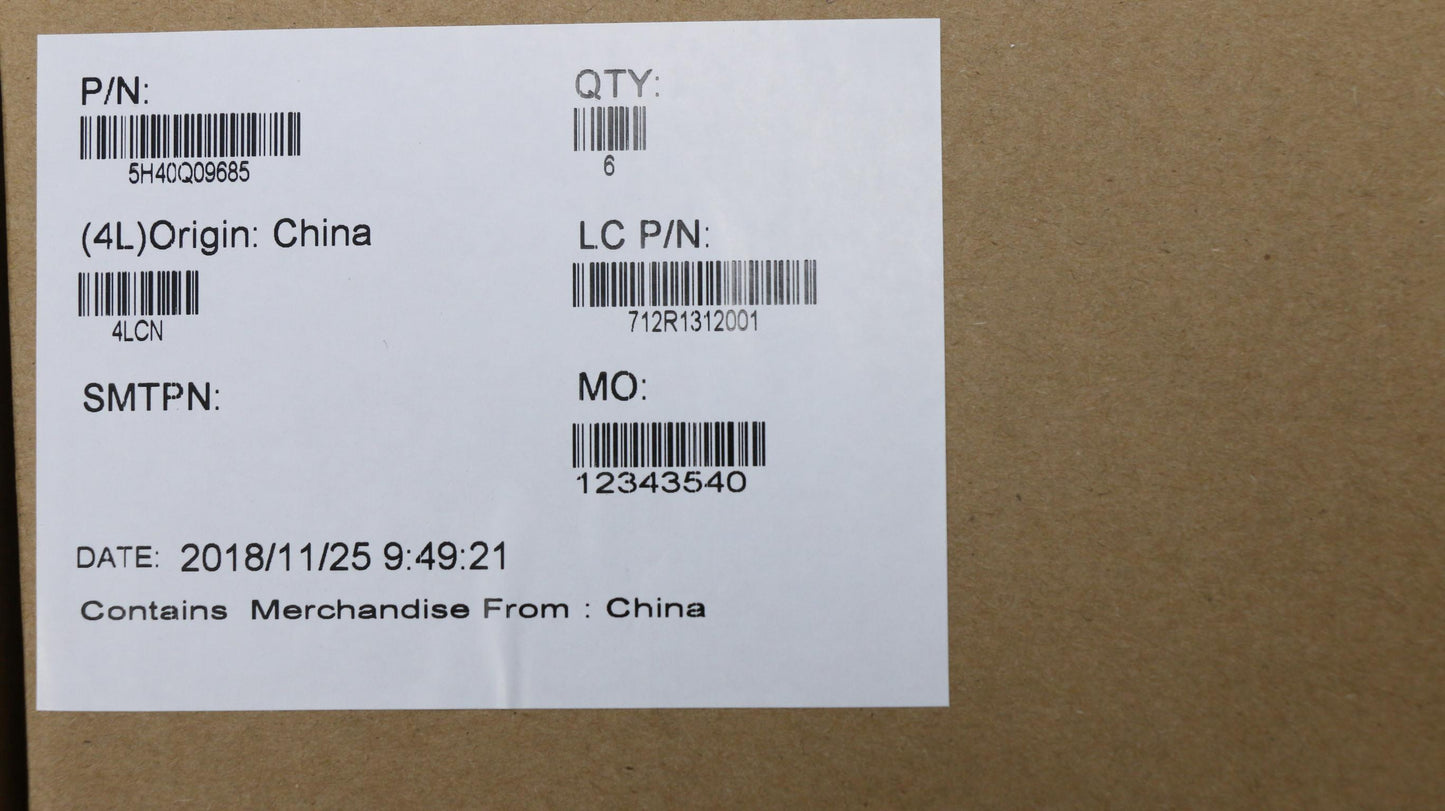 P/N:
5H40Q09685
QTY:
6
(4L)Origin: China
4LCN
LC P/N:
712R1312001
SMTPN:
MO:
12343540
DATE: 2018/11/25 9:49:21
Contains Merchandise From : China